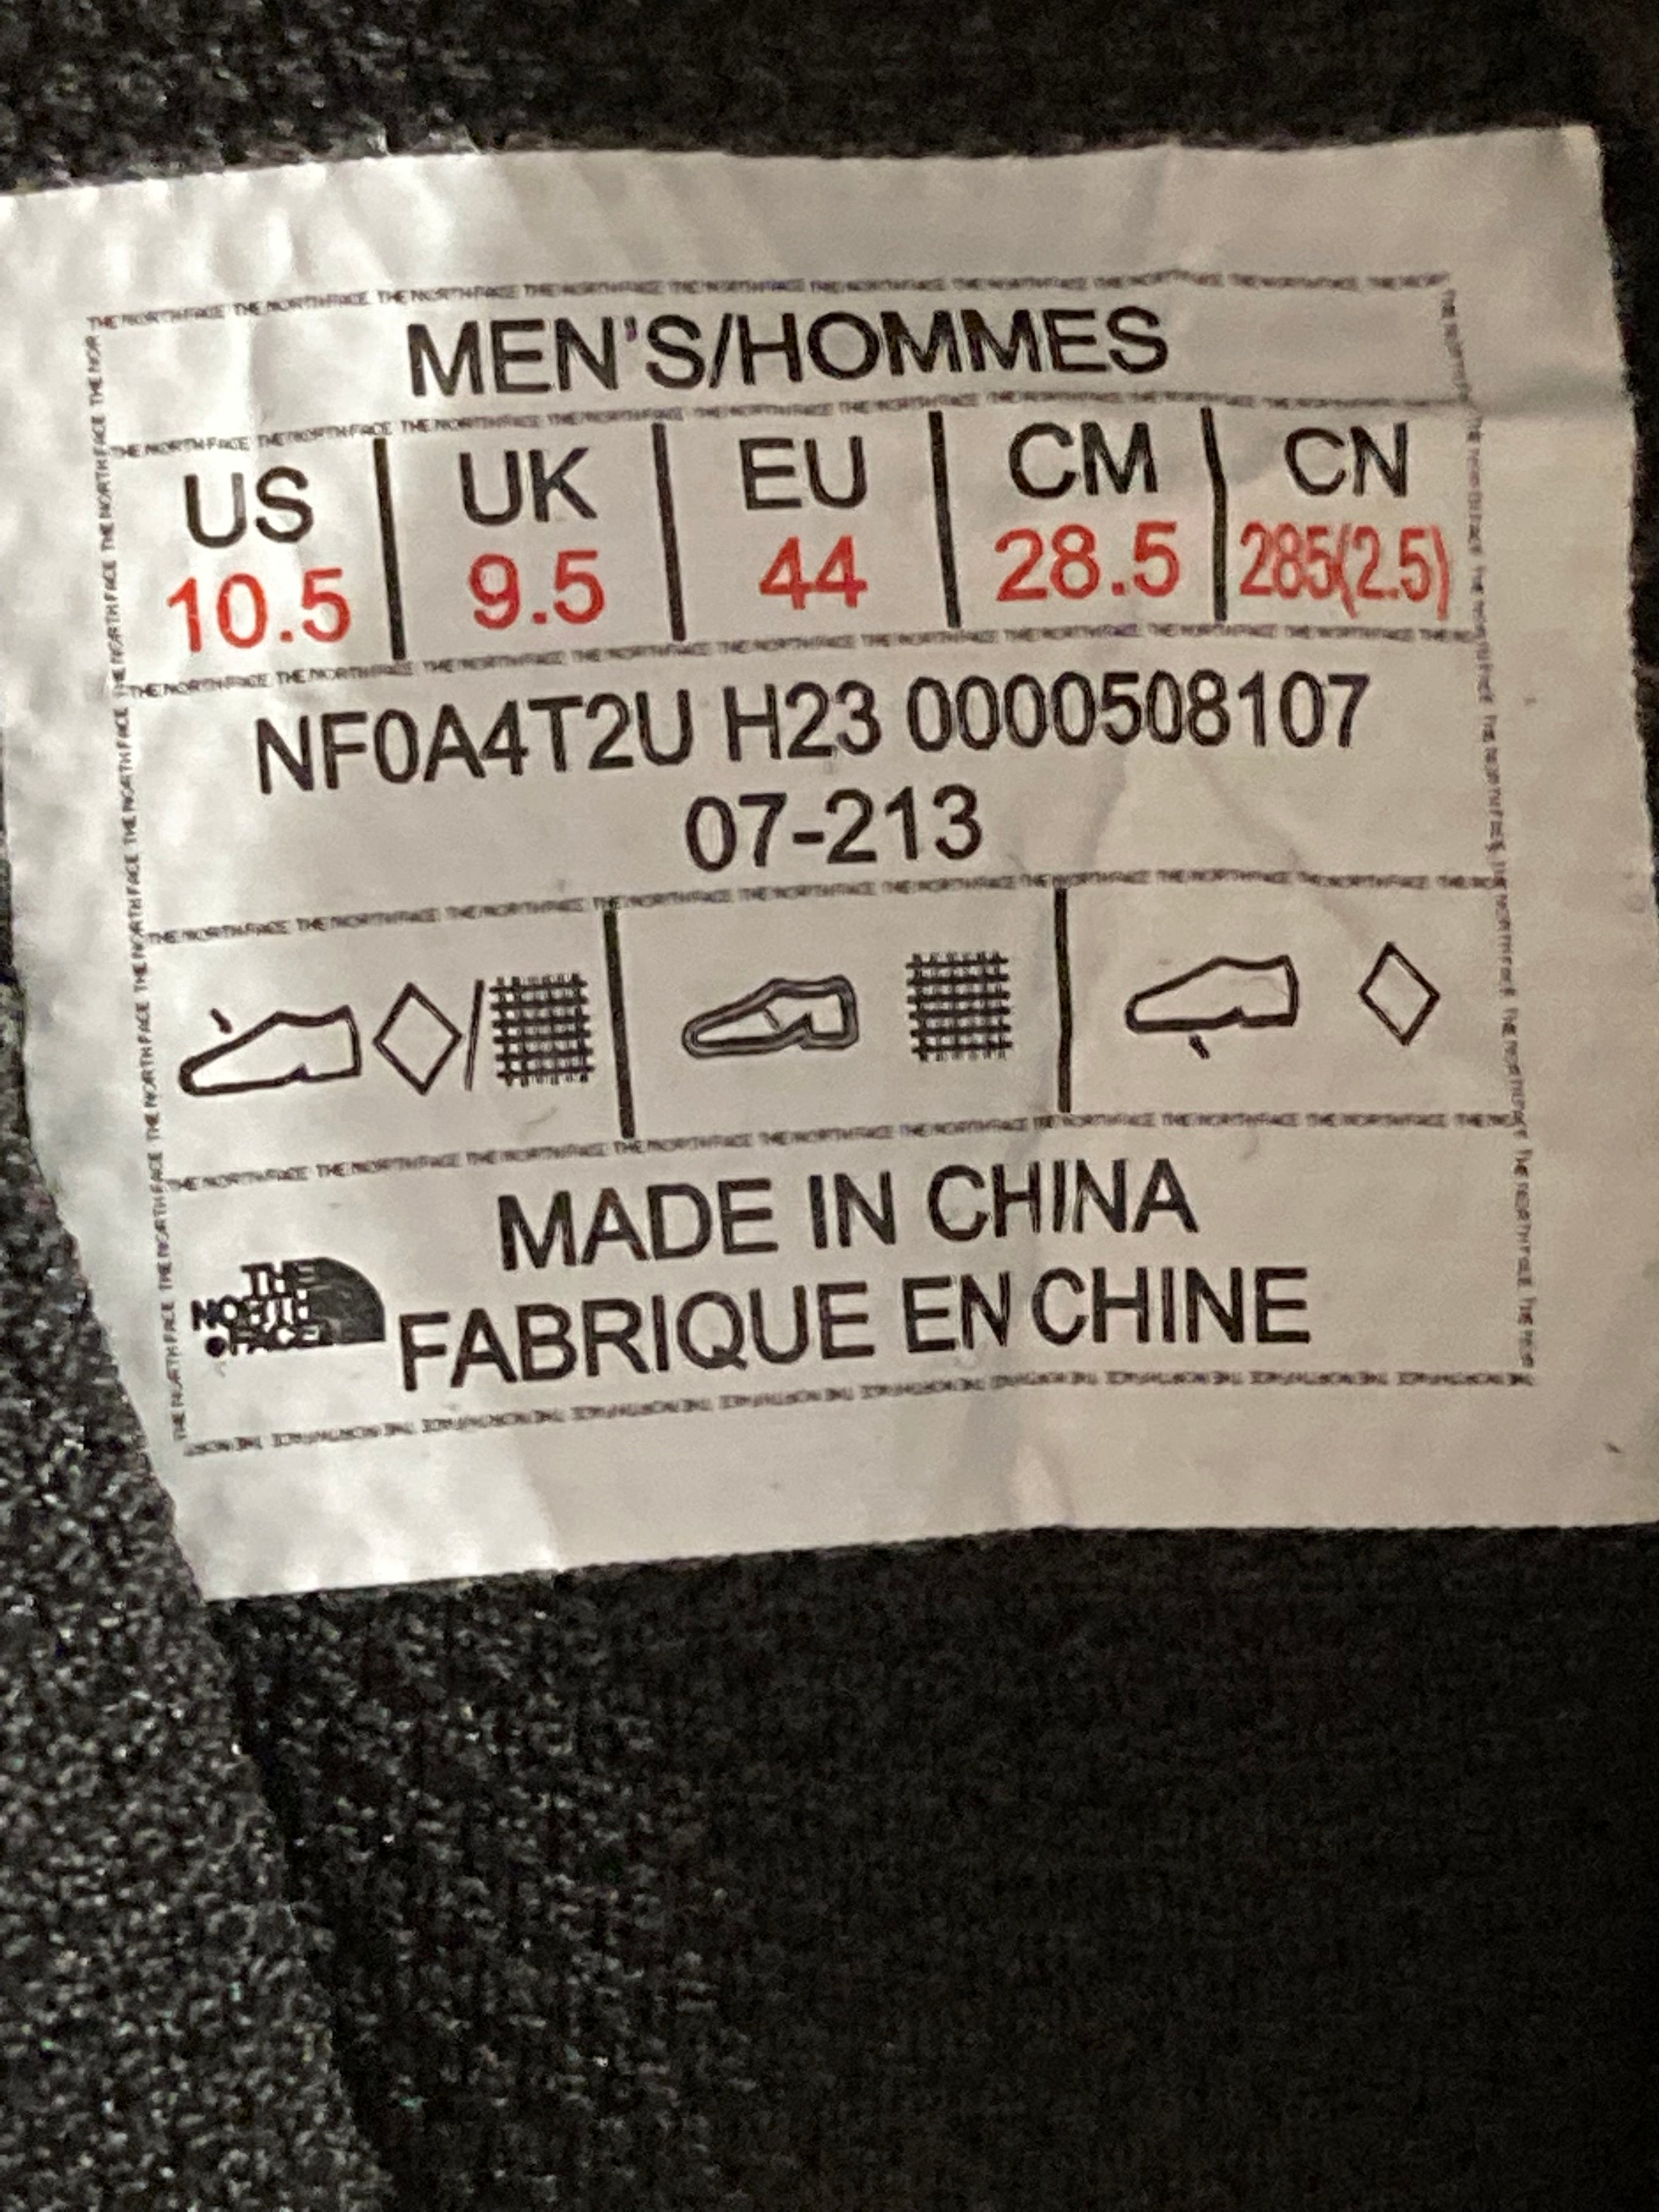 MEN'S/HOMMES
US UK EU CM CN
10.5 9.5 44 28.5 285(2.5)
NF0A4T2U H23 0000508107
07-213
MADE IN CHINA
THE
NORTH
FACE
FABRIQUE EN CHINE